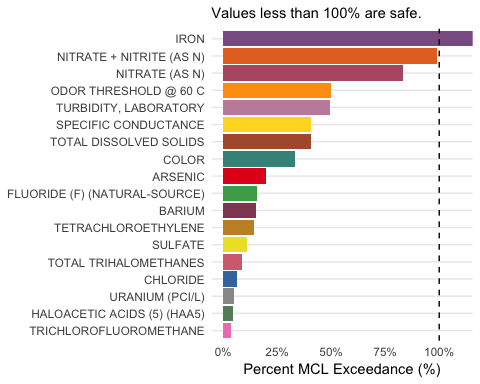 Values less than 100% are safe.
IRON
NITRATE + NITRITE (AS N)
NITRATE (AS N)
ODOR THRESHOLD @ 60 C
TURBIDITY, LABORATORY
SPECIFIC CONDUCTANCE
TOTAL DISSOLVED SOLIDS
COLOR
ARSENIC
FLUORIDE (F) (NATURAL-SOURCE)
BARIUM
TETRACHLOROETHYLENE
SULFATE
TOTAL TRIHALOMETHANES
CHLORIDE
URANIUM (PCI/L)
HALOACETIC ACIDS (5) (HAA5)
TRICHLOROFLUOROMETHANE
0% 25% 50% 75% 100%
Percent MCL Exceedance (%)